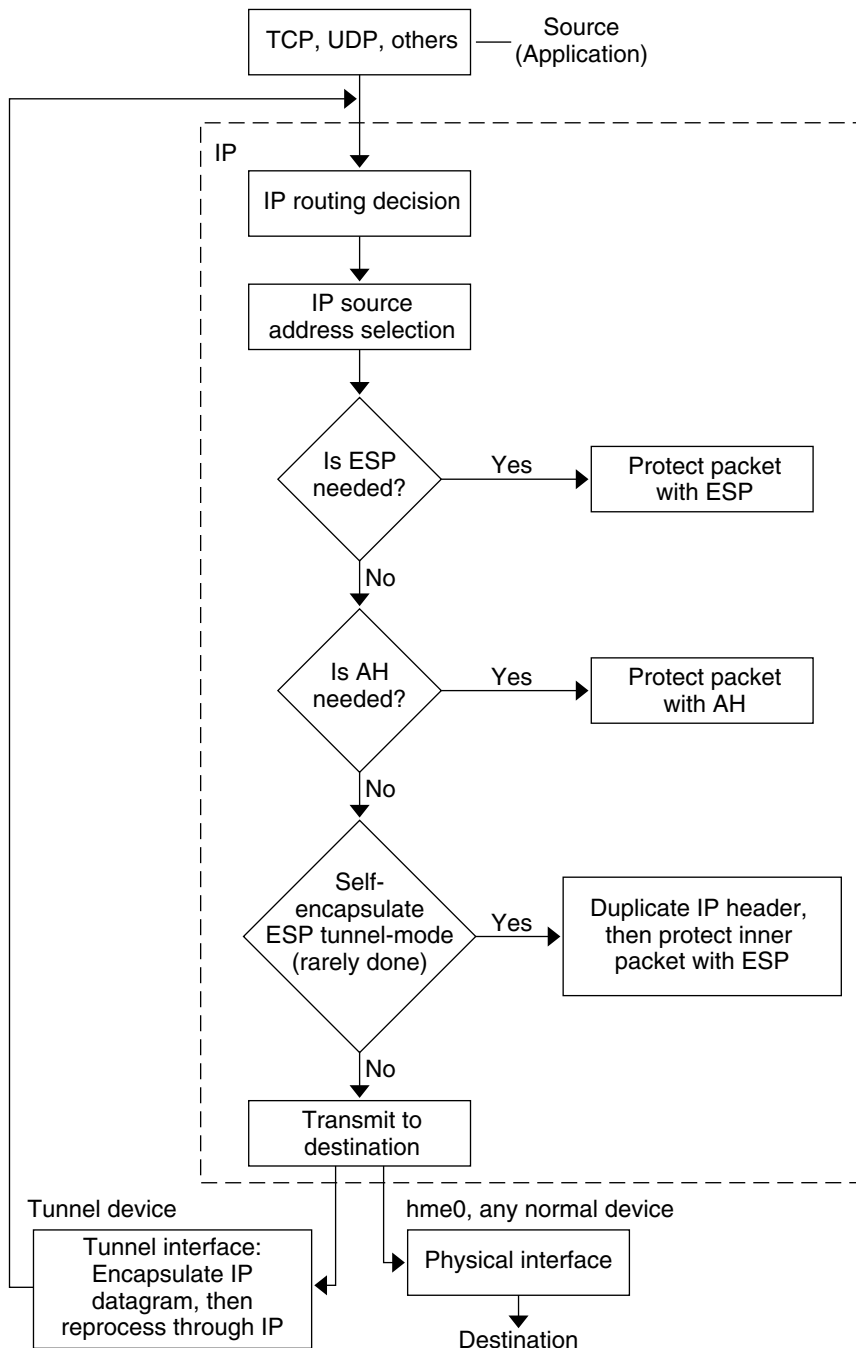 TCP, UDP, others
Source
(Application)
IP
IP routing decision
IP source
address selection
Is ESP
needed?
Yes
Protect packet
with ESP
No
Is AH
needed?
Yes
Protect packet
with AH
No
Self-
encapsulate
ESP tunnel-mode
(rarely done)
Yes
Duplicate IP header,
then protect inner
packet with ESP
No
Transmit to
destination
Tunnel device
Tunnel interface:
Encapsulate IP
datagram, then
reprocess through IP
hme0, any normal device
Physical interface
Destination